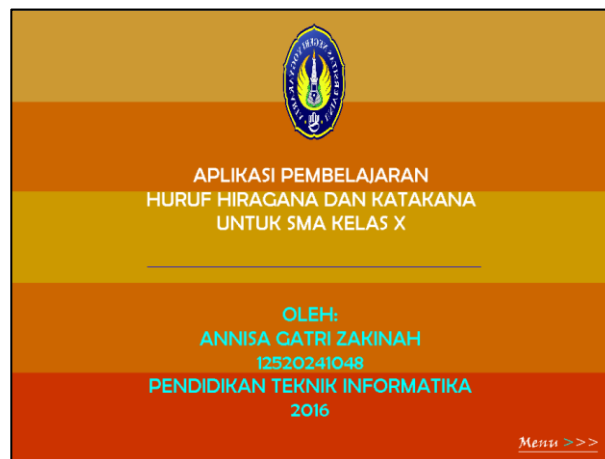 APLIKASI PEMBELAJARAN
HURUF HIRAGANA DAN KATAKANA
UNTUK SMA KELAS X
OLEH:
ANNISA GATRI ZAKINAH
12520241048
PENDIDIKAN TEKNIK INFORMATIKA
2016
Menu >>>